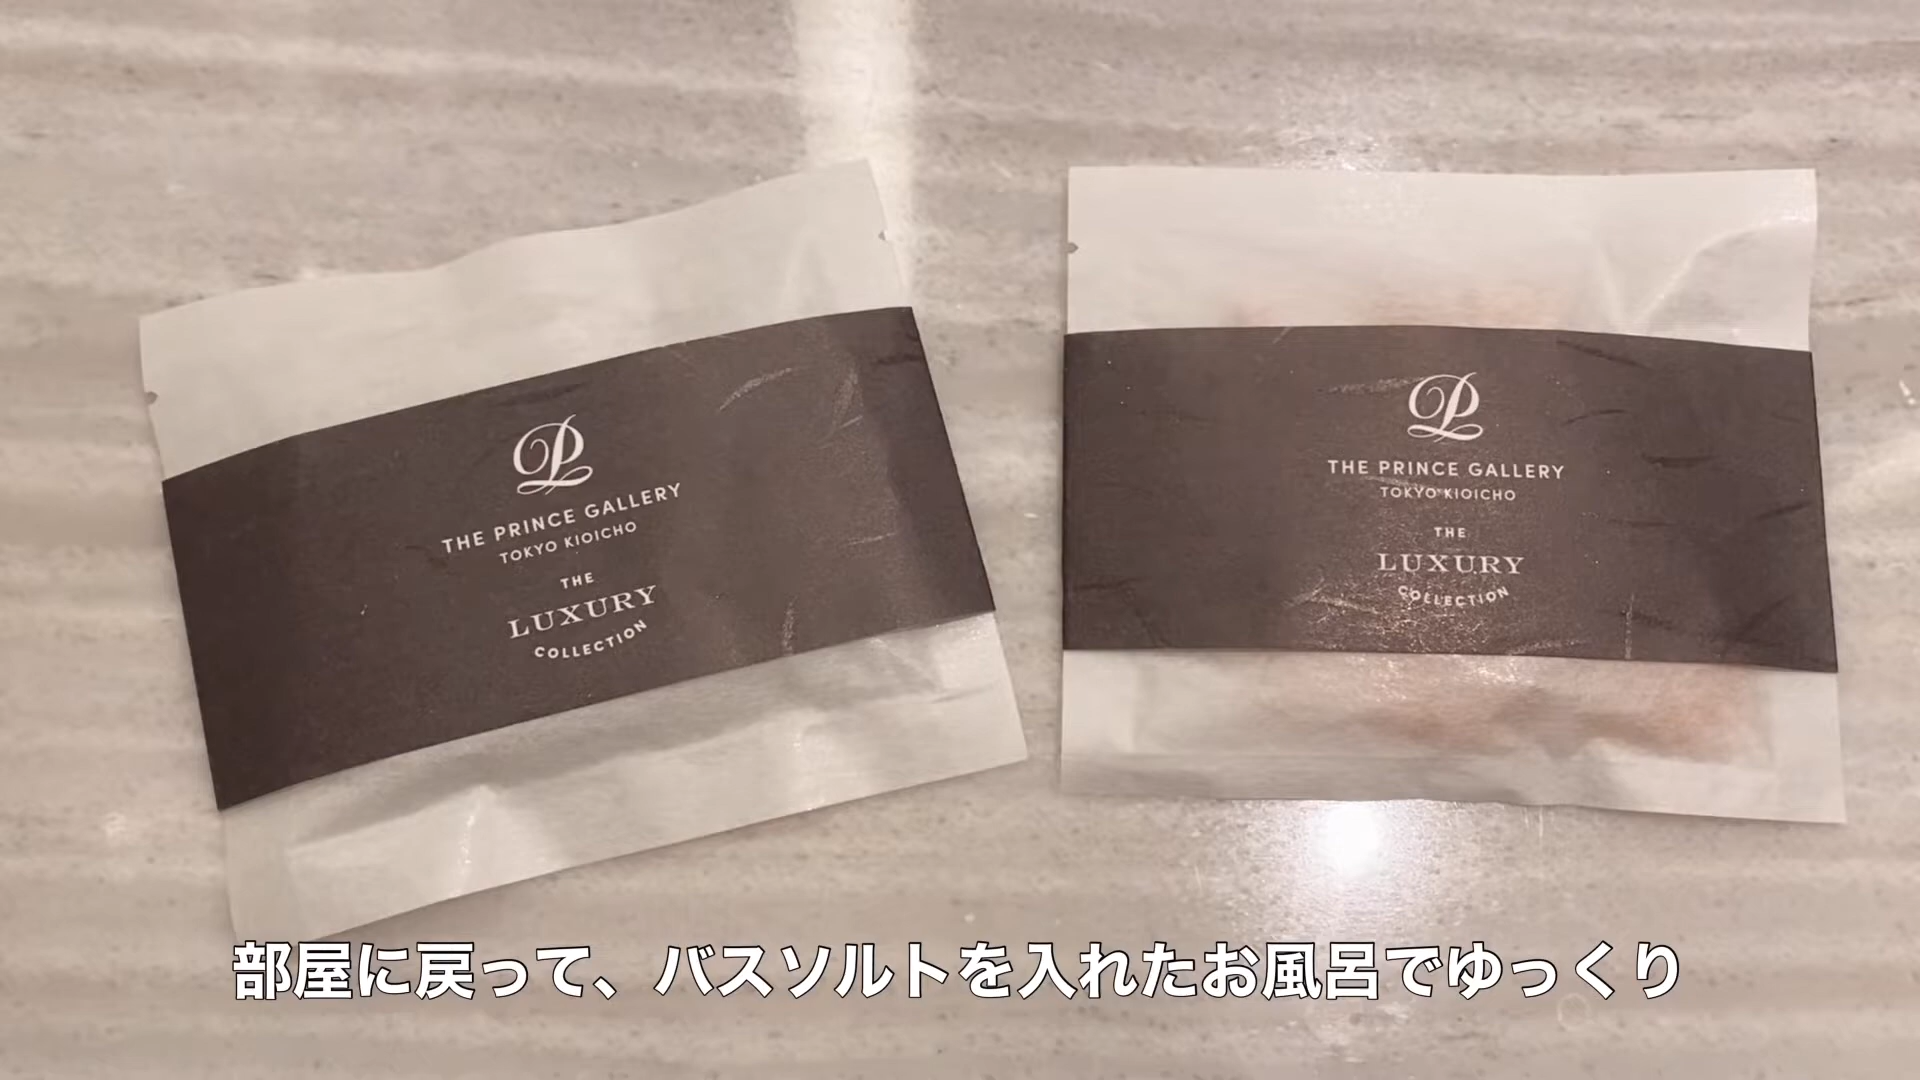 THE PRINCE GALLERY
TOKYO KIOICHO
THE
LUXURY
COLLECTION
THE PRINCE GALLERY
TOKYO KIOICHO
THE
LUXURY
COLLECTION
部屋に戻って、バスソルトを入れたお風呂でゆっくり